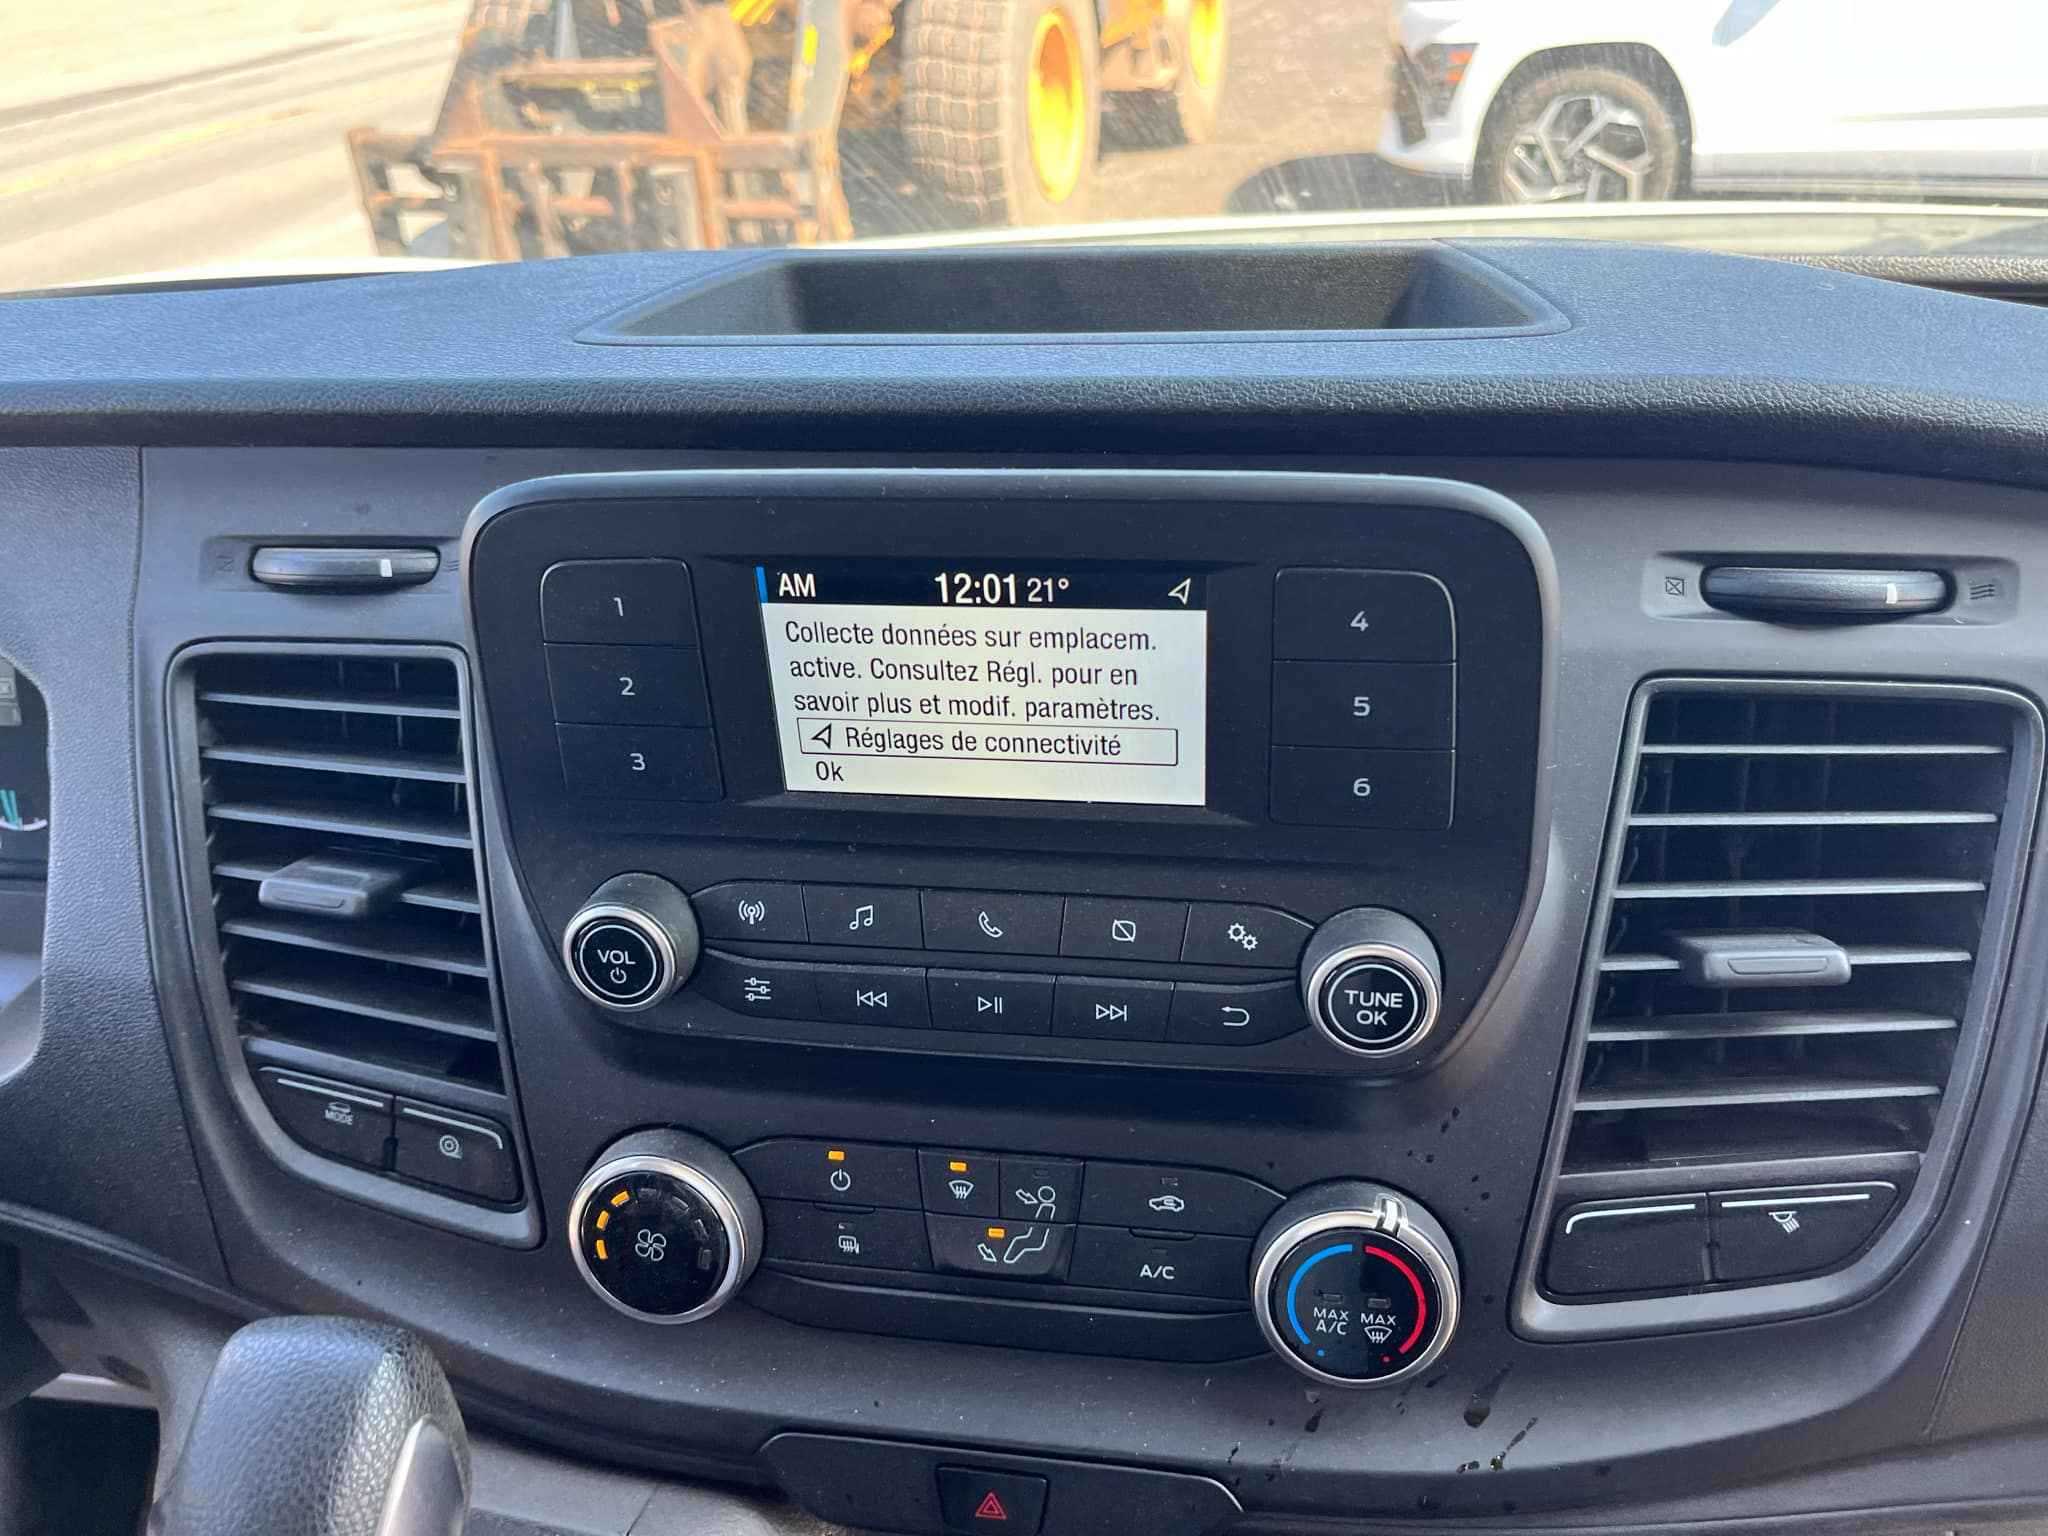 AM 12:01 21°
Collecte données sur emplacem.
active. Consultez Régl. pour en
savoir plus et modif. paramètres.
Réglages de connectivité
Ok
1
2
3
4
5
6
VOL
TUNE
OK
MODE
A/C
MAX
A/C
MAX